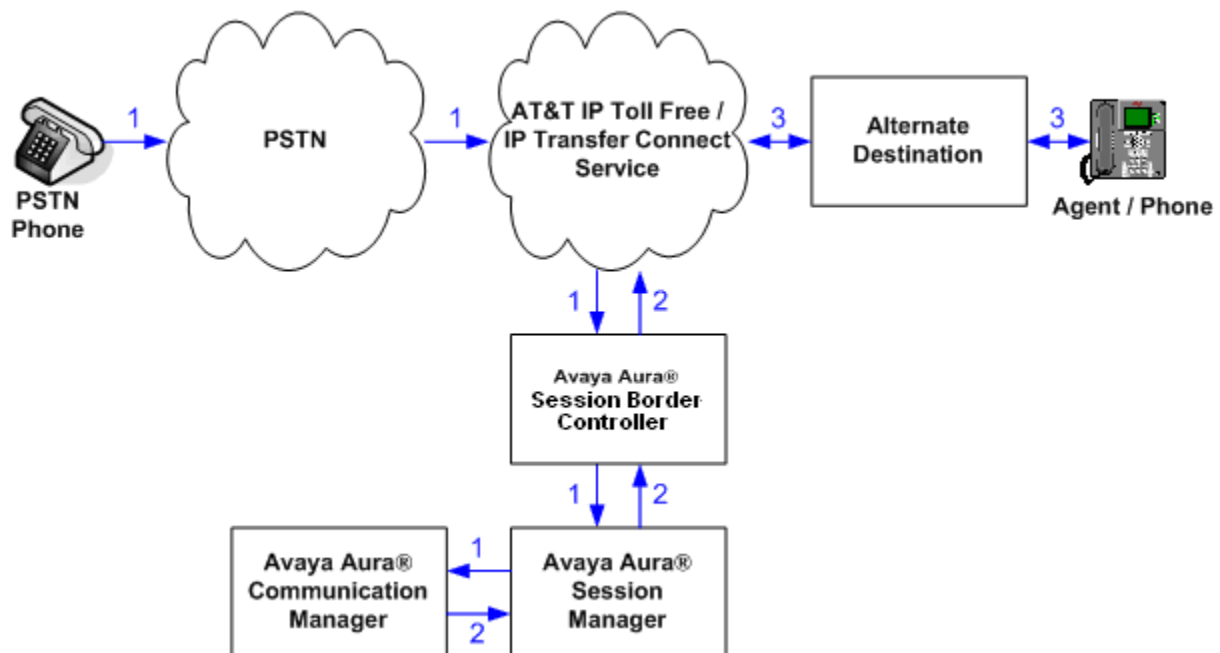 1
PSTN
Phone
PSTN
1
AT&T IP Toll Free /
IP Transfer Connect
Service
3
Alternate
Destination
3
Agent / Phone
1
2
Avaya Aura®
Session Border
Controller
1
2
Avaya Aura®
Communication
Manager
1
2
Avaya Aura®
Session
Manager